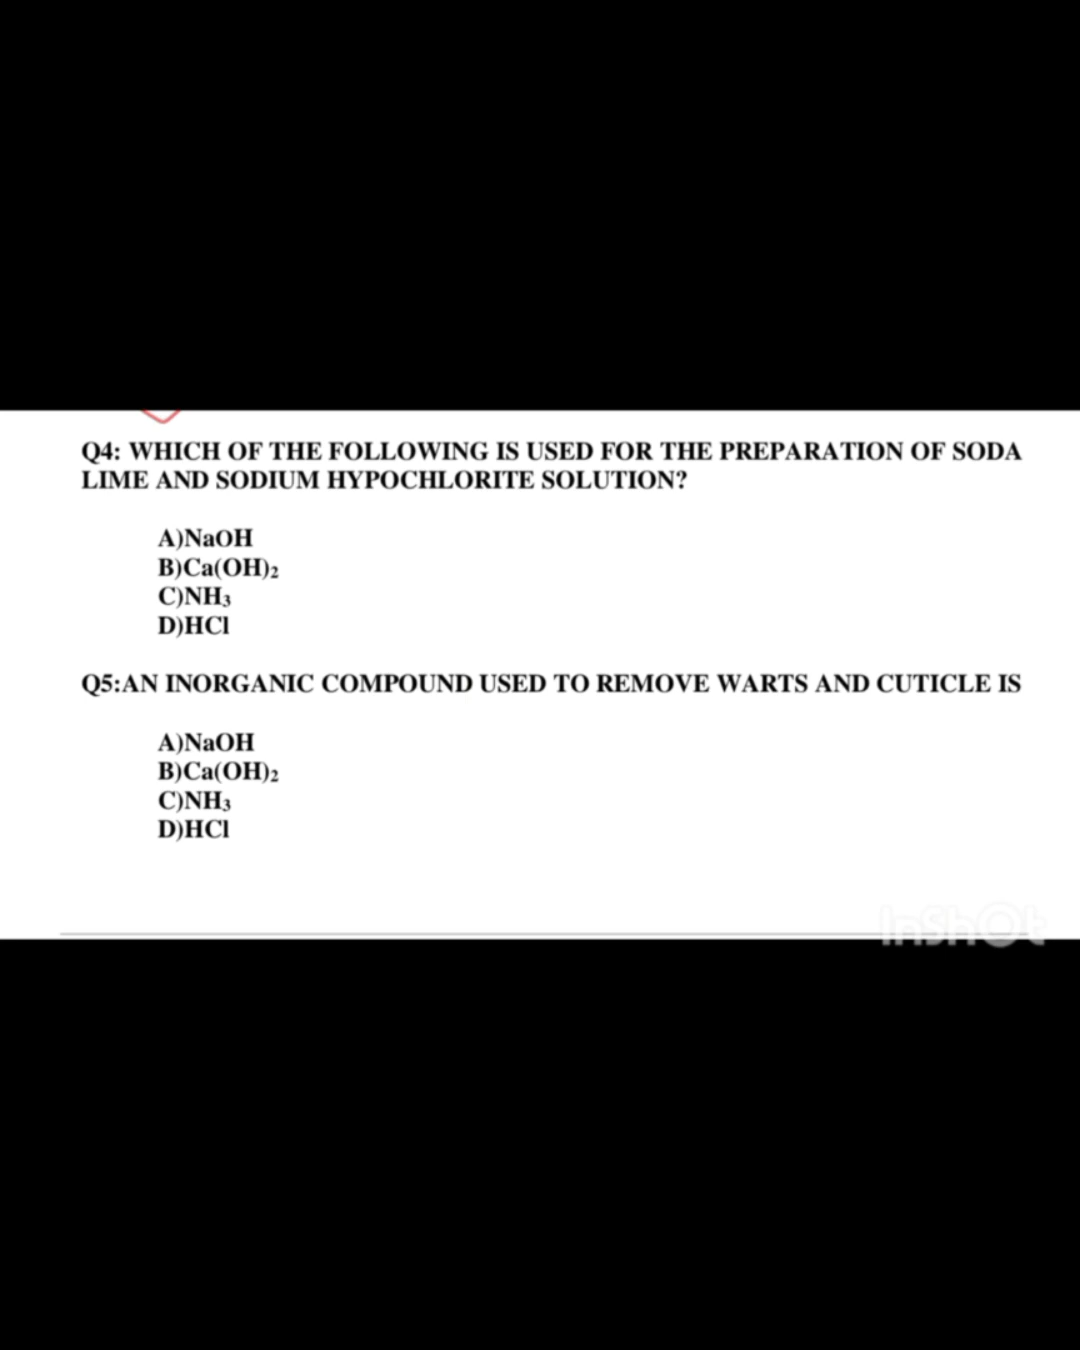 Q4: WHICH OF THE FOLLOWING IS USED FOR THE PREPARATION OF SODA
LIME AND SODIUM HYPOCHLORITE SOLUTION?
A)NaOH
B)Ca(OH)₂
C)NH₃
D)HCl
Q5:AN INORGANIC COMPOUND USED TO REMOVE WARTS AND CUTICLE IS
A)NaOH
B)Ca(OH)₂
C)NH₃
D)HCl
InShOt